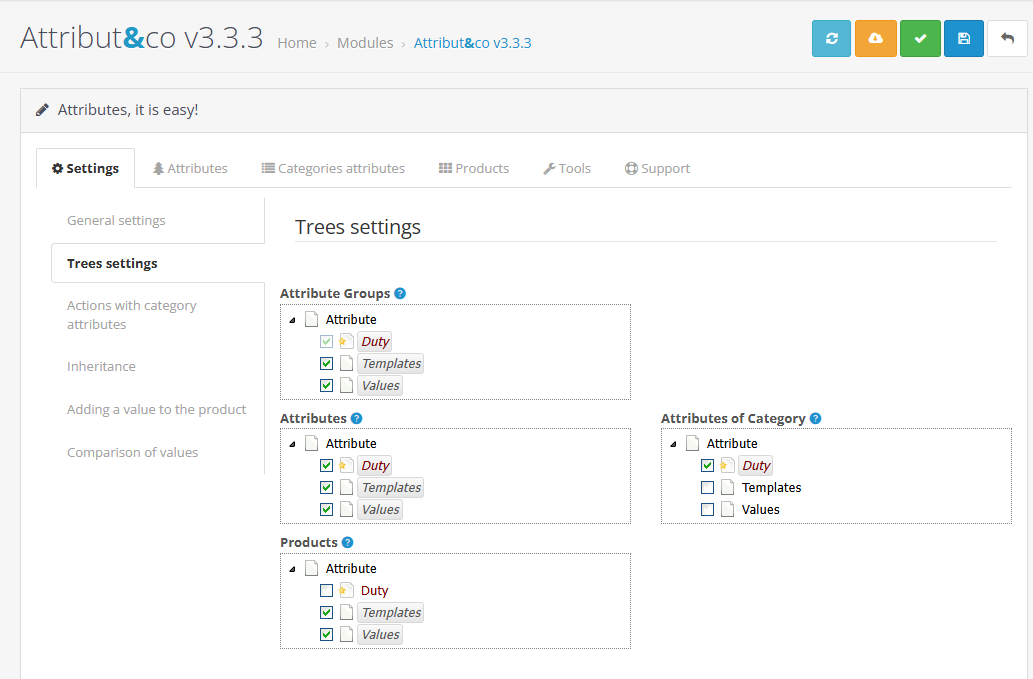 Attribut&co v3.3.3 Home › Modules › Attribut&co v3.3.3
Attributes, it is easy!
Settings Attributes Categories attributes Products Tools Support
General settings
Trees settings
Actions with category
attributes
Inheritance
Adding a value to the product
Comparison of values
Trees settings
Attribute Groups ?
Attribute
Duty
Templates
Values
Attributes ?
Attribute
Duty
Templates
Values
Attributes of Category ?
Attribute
Duty
Templates
Values
Products ?
Attribute
Duty
Templates
Values